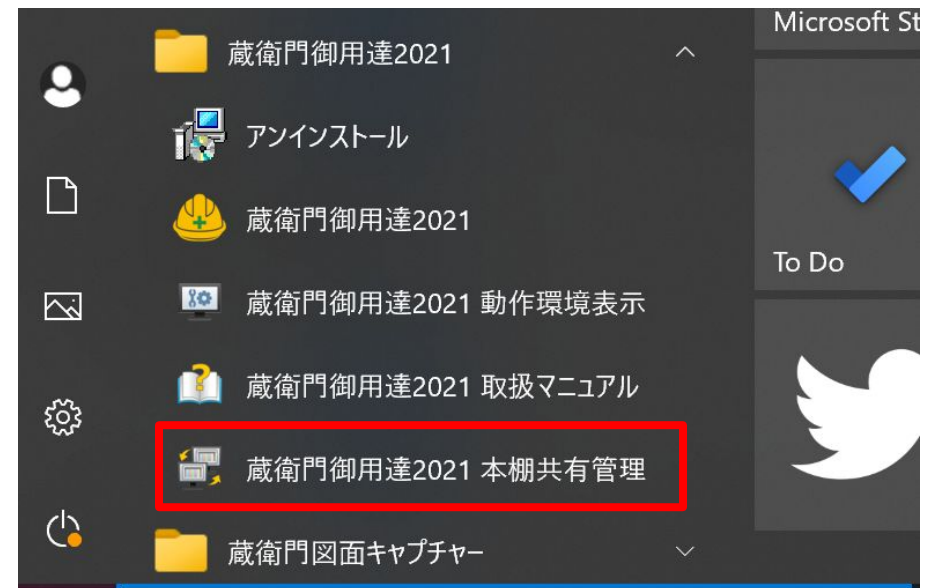 蔵衛門御用達2021
アンインストール
蔵衛門御用達2021
蔵衛門御用達2021 動作環境表示
蔵衛門御用達2021 取扱マニュアル
蔵衛門御用達2021 本棚共有管理
蔵衛門図面キャプチャー
Microsoft St
To Do